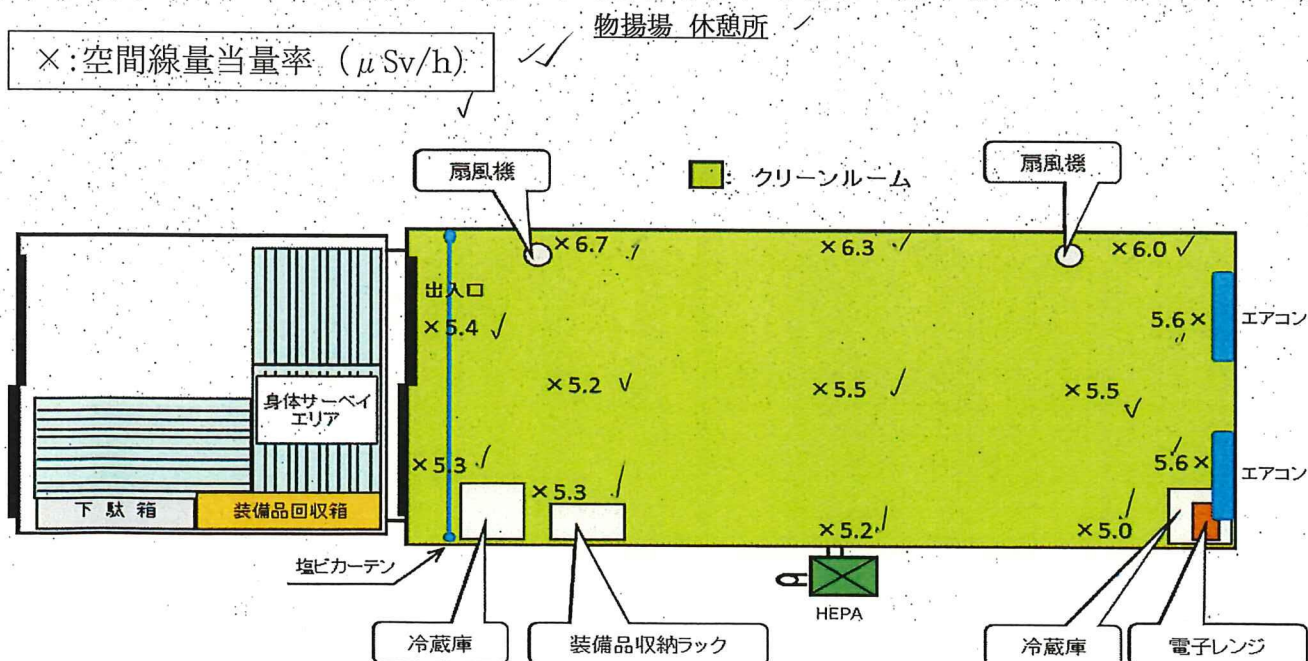 物揚場 休憩所
×:空間線量当量率 (μSv/h)
扇風機
扇風機
: クリーンルーム
×6.7
×6.3
×6.0
出入口
×5.4
5.6×
エアコン
×5.2
×5.5
×5.5
身体サーベイ
エリア
×5.3
×5.3
5.6×
エアコン
下駄箱
装備品回収箱
×5.2
×5.0
塩ビカーテン
HEPA
冷蔵庫
装備品収納ラック
冷蔵庫
電子レンジ